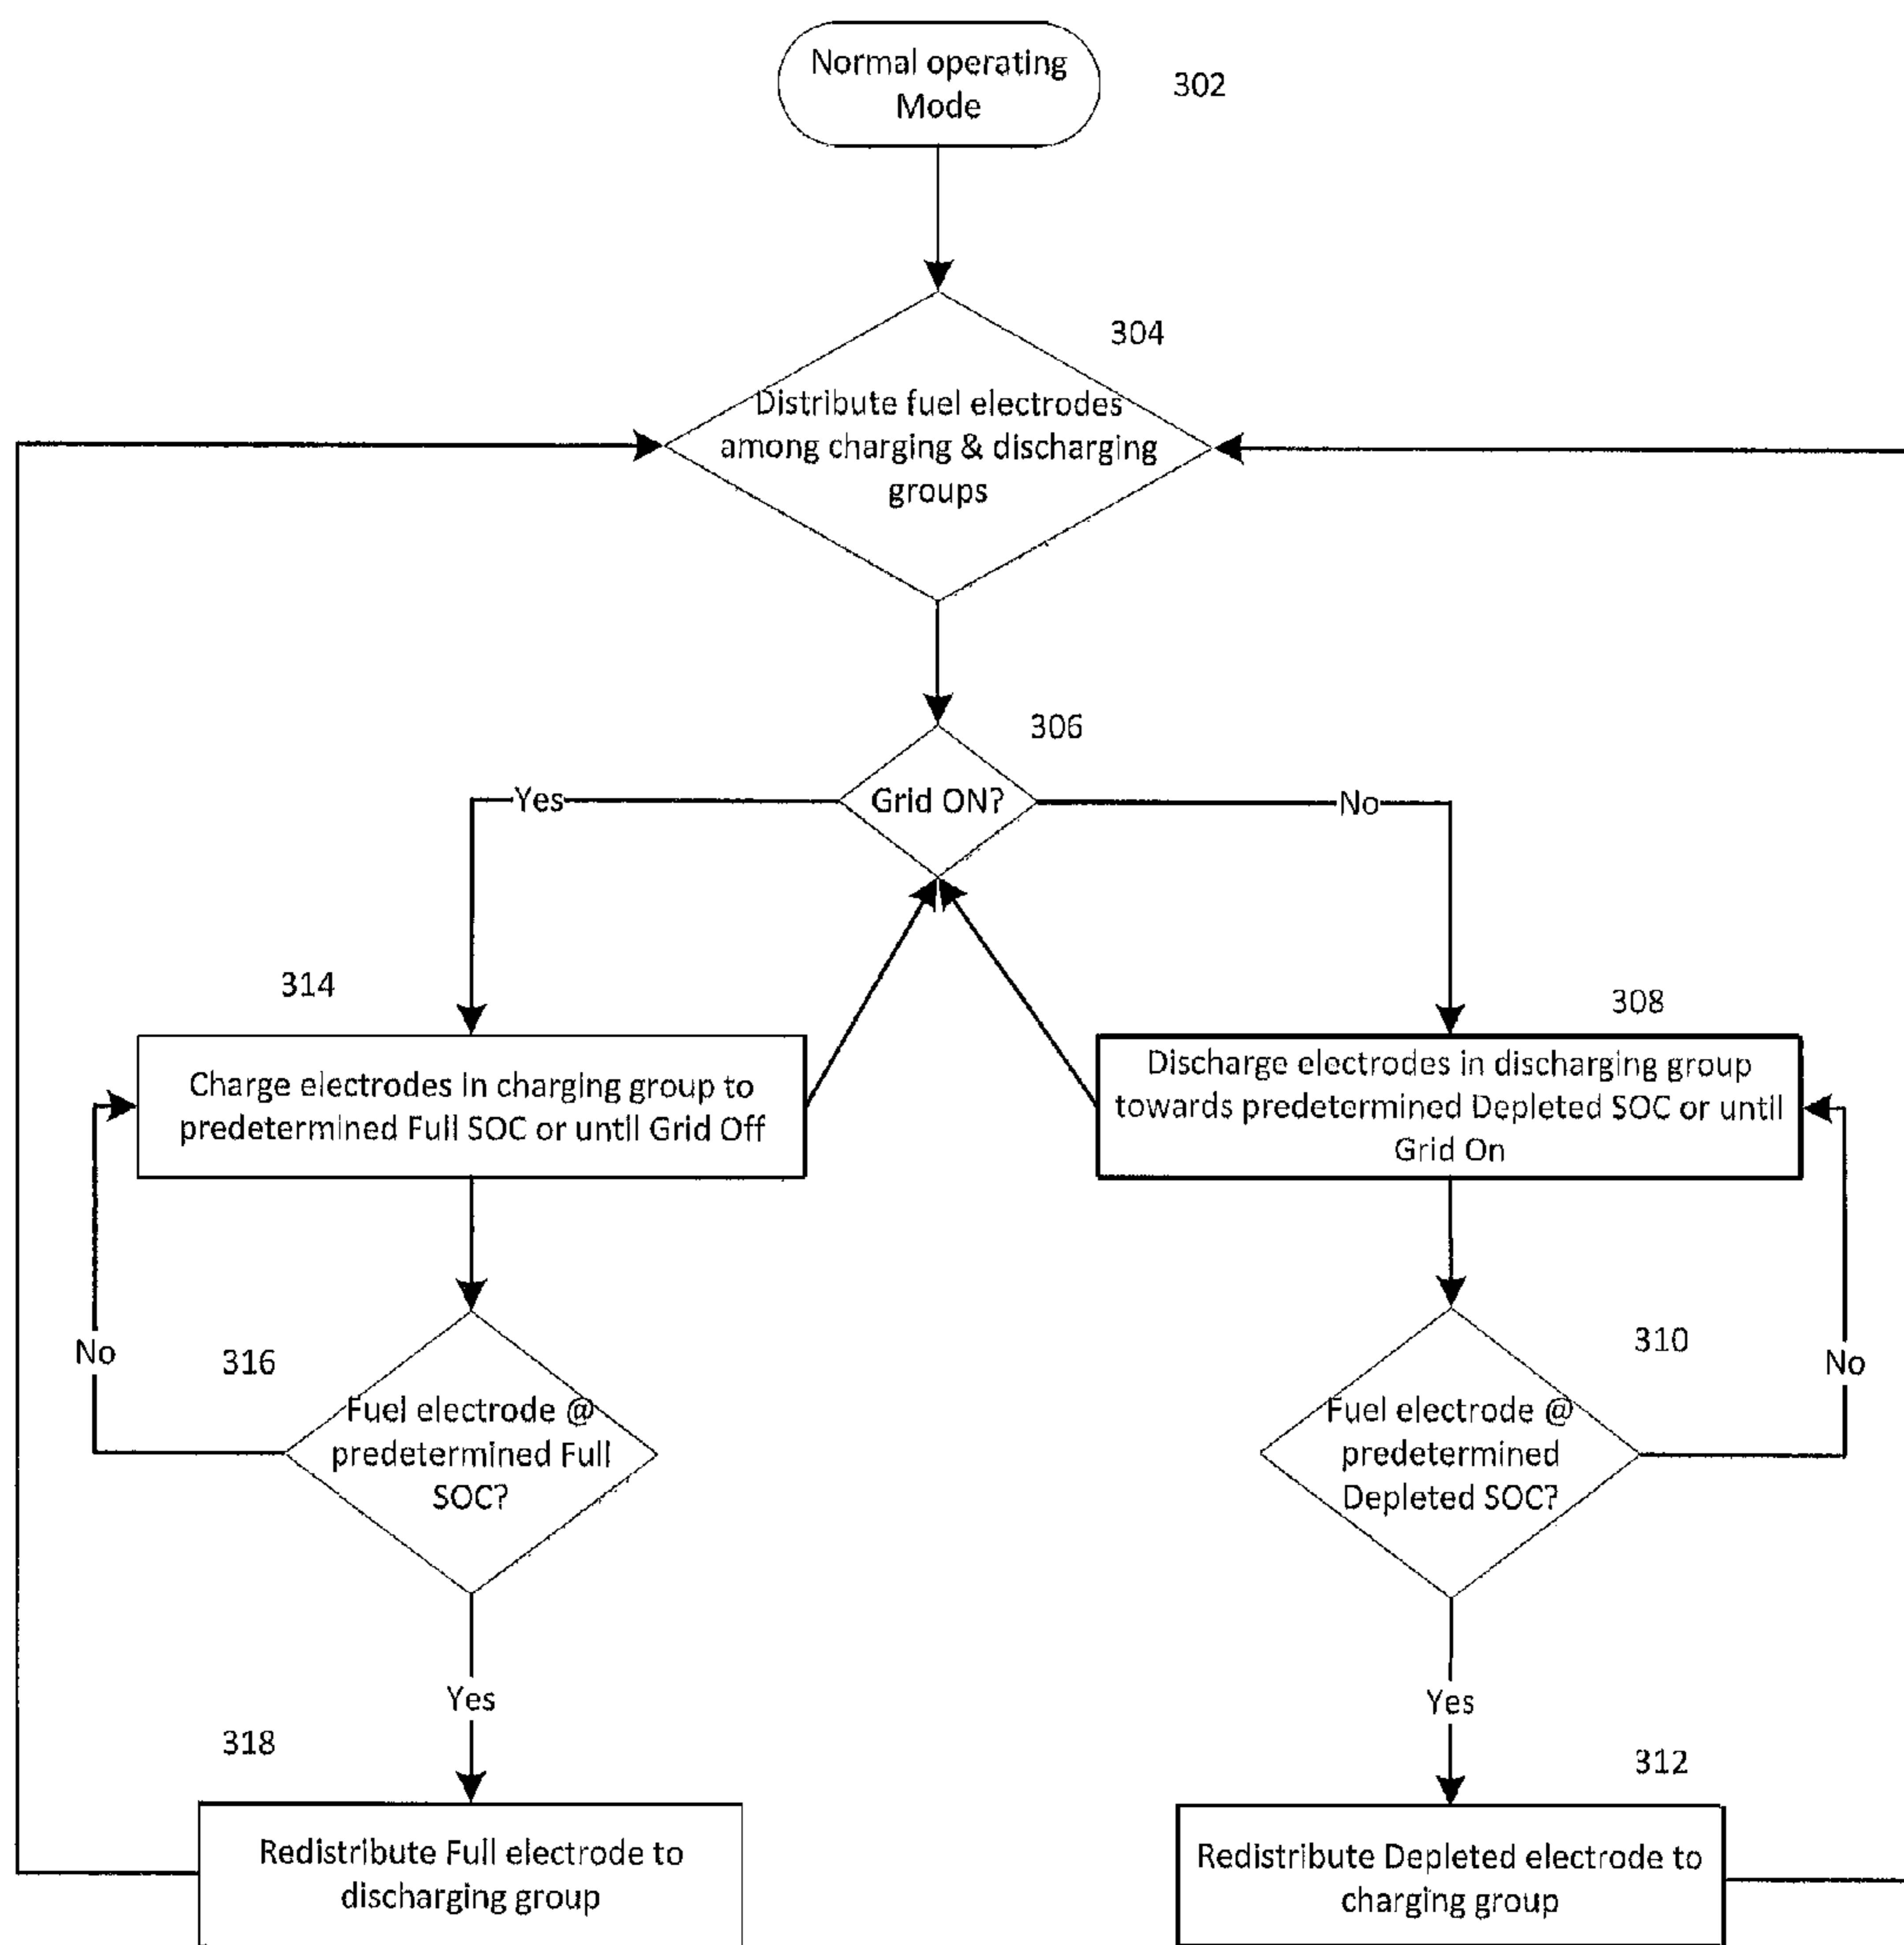 Normal operating
Mode
302
304
Distribute fuel electrodes
among charging & discharging
groups
306
Grid ON?
Yes
No
314
308
Charge electrodes in charging group to
predetermined Full SOC or until Grid Off
Discharge electrodes in discharging group
towards predetermined Depleted SOC or until
Grid On
No
316
Fuel electrode @
predetermined Full
SOC?
310
No
Fuel electrode @
predetermined
Depleted SOC?
Yes
Yes
318
312
Redistribute Full electrode to
discharging group
Redistribute Depleted electrode to
charging group